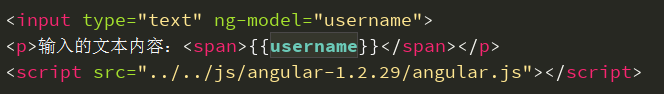 <input type="text" ng-model="username">
<p>输入的文本内容：<span>{{username}}</span></p>
<script src="../../js/angular-1.2.29/angular.js"></script>